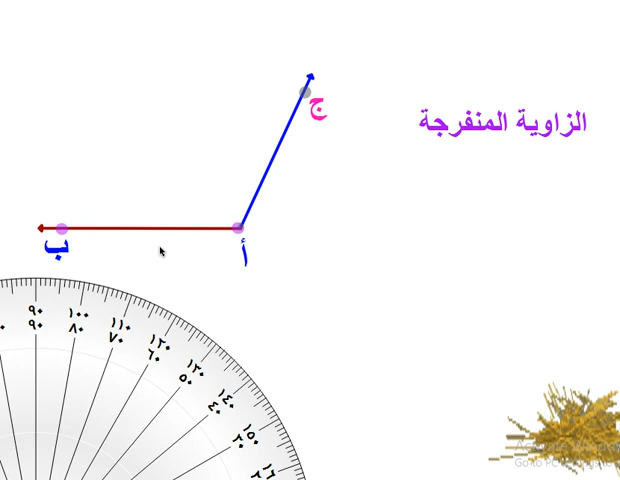 الزاوية المنفرجة
ج
ب
أ
٩٠ ١٠٠ ١١٠ ١٢٠ ١٣٠ ١٤٠ ١٥٠
٩٠ ٨٠ ٧٠ ٦٠ ٥٠ ٤٠ ٣٠